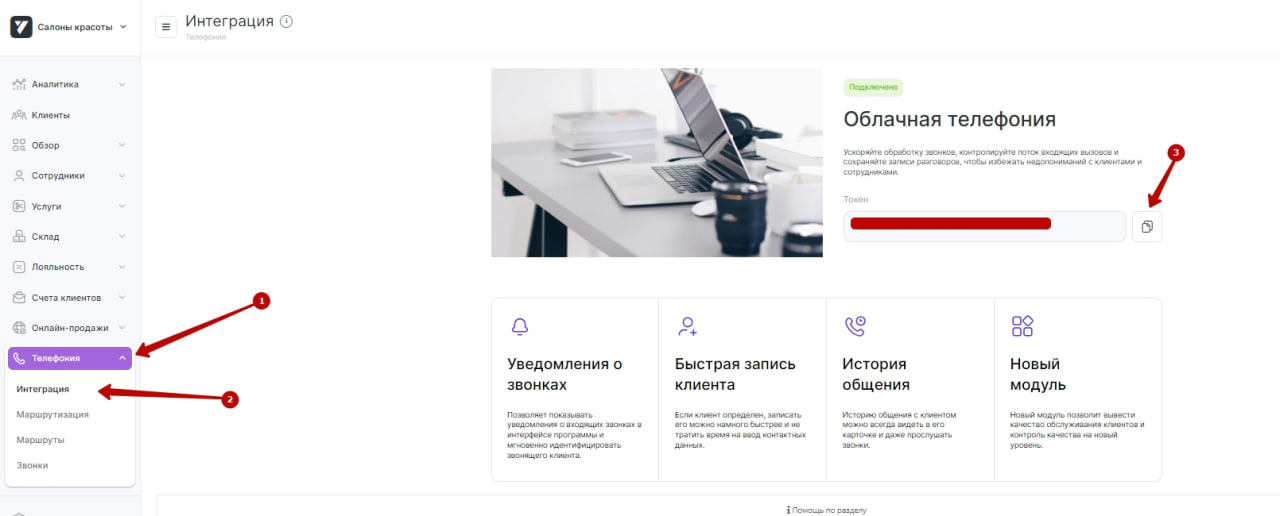 Салоны красоты
Интеграция
Телефония
Аналитика
Клиенты
Обзор
Сотрудники
Услуги
Склад
Лояльность
Счета клиентов
Онлайн-продажи
Телефония
Интеграция
Маршрутизация
Маршруты
Звонки
1
2
Подключено
Облачная телефония
Ускоряйте обработку звонков, контролируйте поток входящих вызовов и
сохраняйте записи разговоров, чтобы избежать недопониманий с клиентами и
сотрудниками.
3
Токен
Уведомления о
звонках
Позволяет показывать
уведомления о входящих звонках в
интерфейсе программы и
мгновенно идентифицировать
звонящего клиента.
Быстрая запись
клиента
Если клиент определен, записать
его можно намного быстрее и не
тратить время на ввод контактных
данных.
История
общения
Историю общения с клиентом
можно всегда видеть в его
карточке и даже прослушать
звонки.
Новый
модуль
Новый модуль позволит вывести
качество обслуживания клиентов и
контроль качества на новый
уровень.
Помощь по разделу